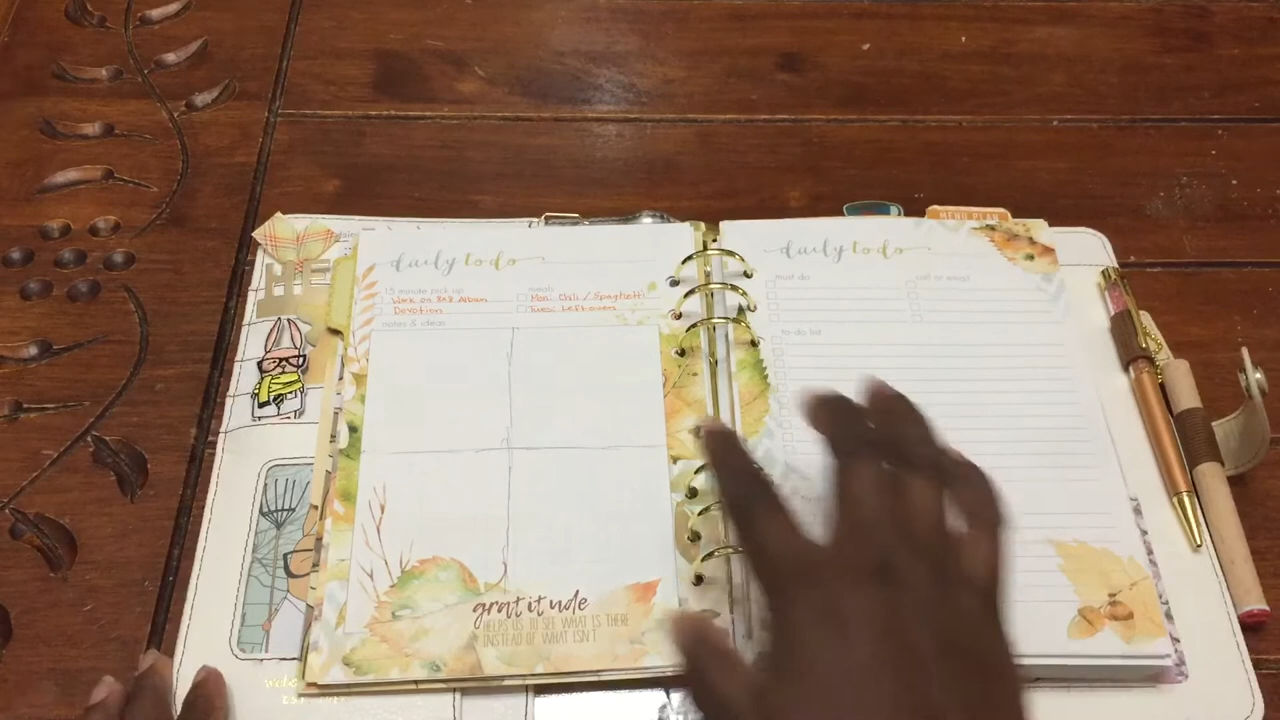 MENU PLAN
HE
daily to do
15 minute pick up
Work on 8x8 Album
Devotion
meals
Mon: Chili / Spaghetti
Tues: Leftovers
notes & ideas
gratitude
HELPS US TO SEE WHAT IS THERE
INSTEAD OF WHAT ISN'T
daily to do
must do
call or email
to-do list